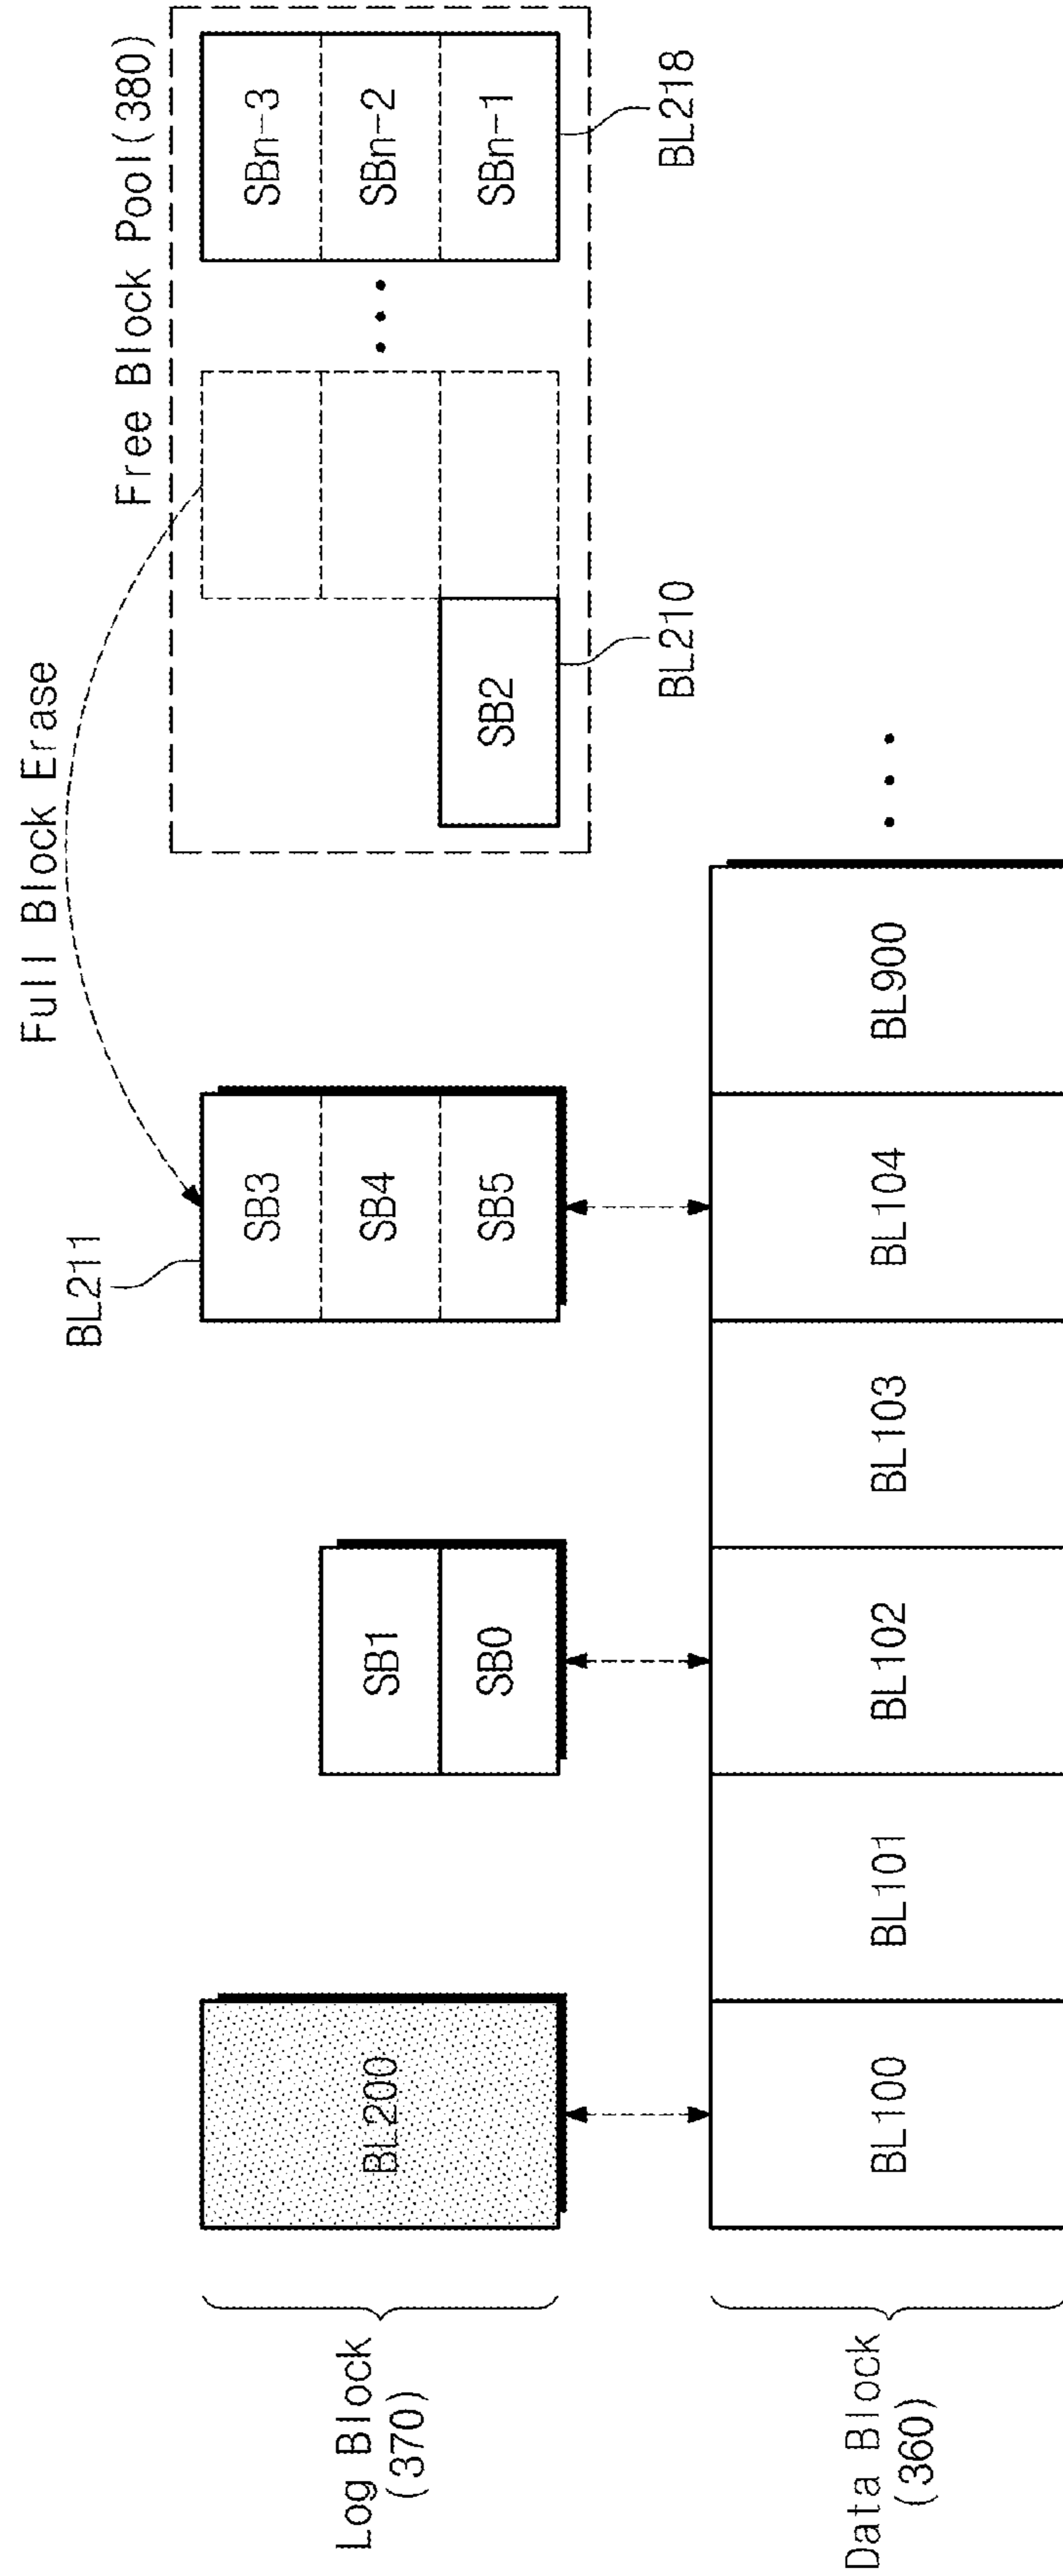 Full Block Erase
Free Block Pool(380)
BL211
Log Block
(370)
BL200
SB1
SB0
SB3
SB4
SB5
SB2
SBn-3
SBn-2
SBn-1
BL210
BL218
Data Block
(360)
BL100
BL101
BL102
BL103
BL104
BL900